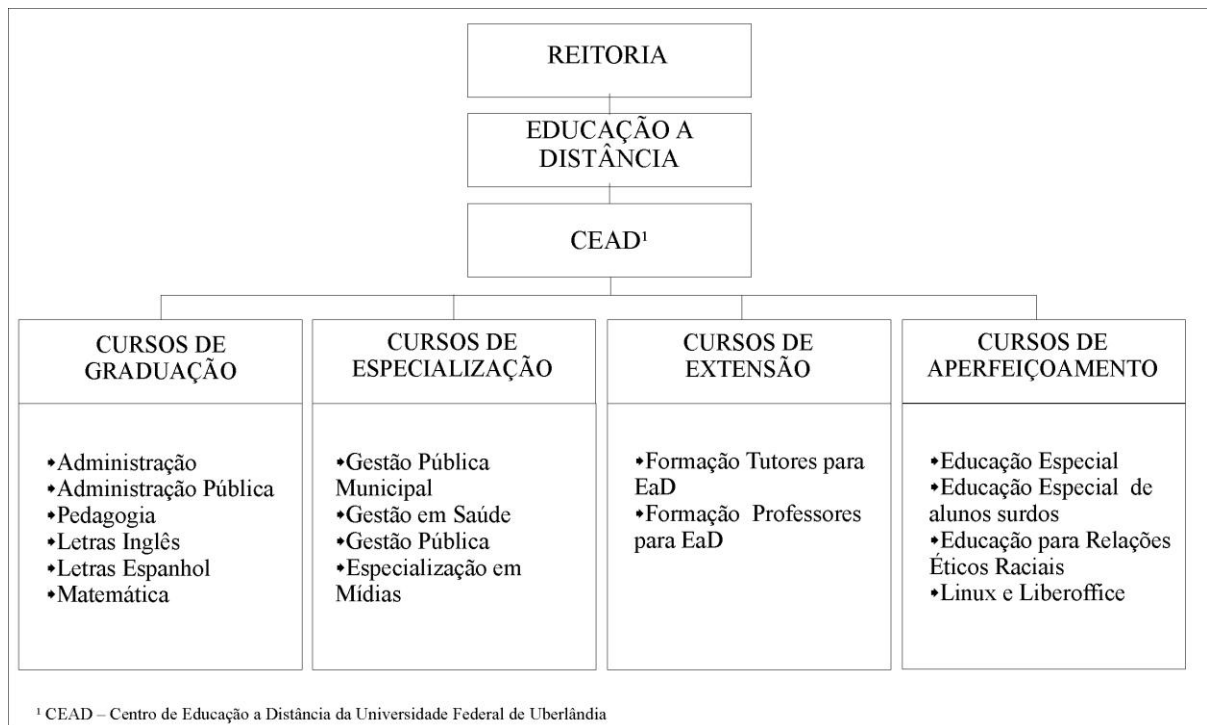 REITORIA
EDUCAÇÃO A
DISTÂNCIA
CEAD¹
CURSOS DE
GRADUAÇÃO
➧Administração
➧Administração Pública
➧Pedagogia
➧Letras Inglês
➧Letras Espanhol
➧Matemática
CURSOS DE
ESPECIALIZAÇÃO
➧Gestão Pública
Municipal
➧Gestão em Saúde
➧Gestão Pública
➧Especialização em
Mídias
CURSOS DE
EXTENSÃO
➧Formação Tutores para
EaD
➧Formação Professores
para EaD
CURSOS DE
APERFEIÇOAMENTO
➧Educação Especial
➧Educação Especial de
alunos surdos
➧Educação para Relações
Éticos Raciais
➧Linux e Liberoffice
¹ CEAD – Centro de Educação a Distância da Universidade Federal de Uberlândia